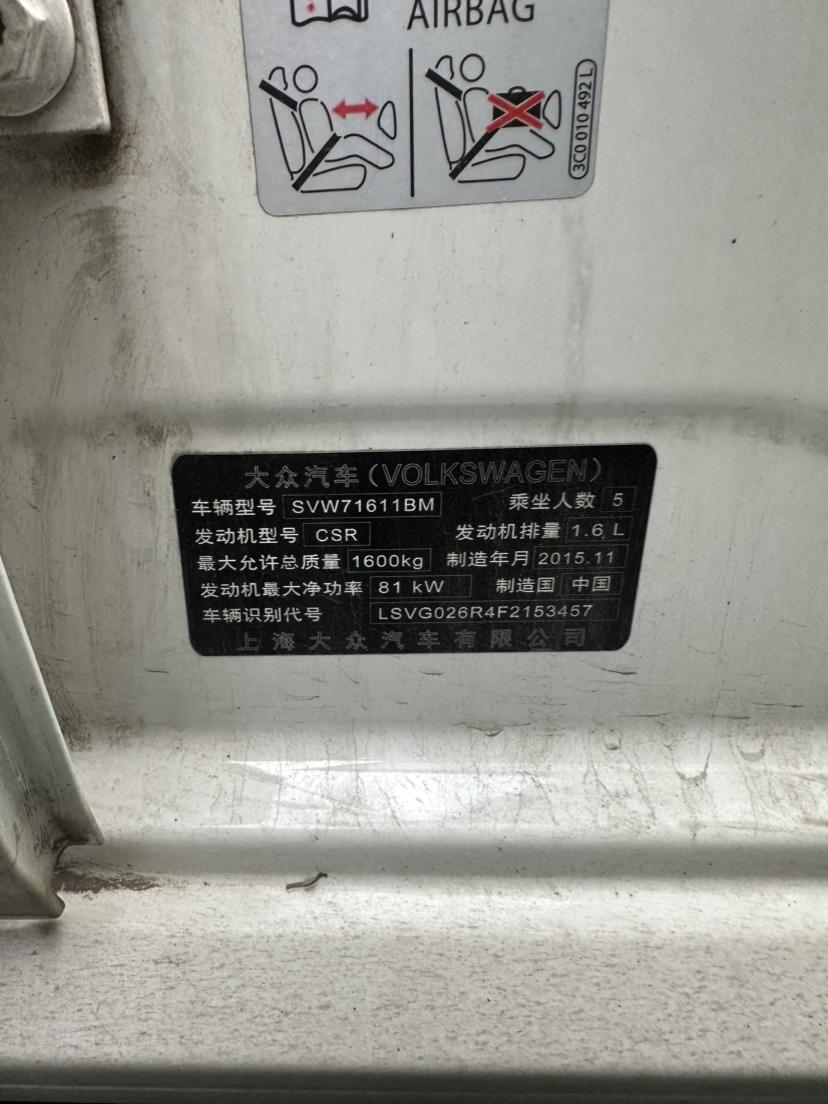 AIRBAG
3C0 010 492 L
大众汽车(VOLKSWAGEN)
车辆型号 SVW71611BM 乘坐人数 5
发动机型号 CSR 发动机排量 1.6 L
最大允许总质量 1600kg 制造年月 2015.11
发动机最大净功率 81 kW 制造国 中国
车辆识别代号 LSVG026R4F2153457
上海大众汽车有限公司